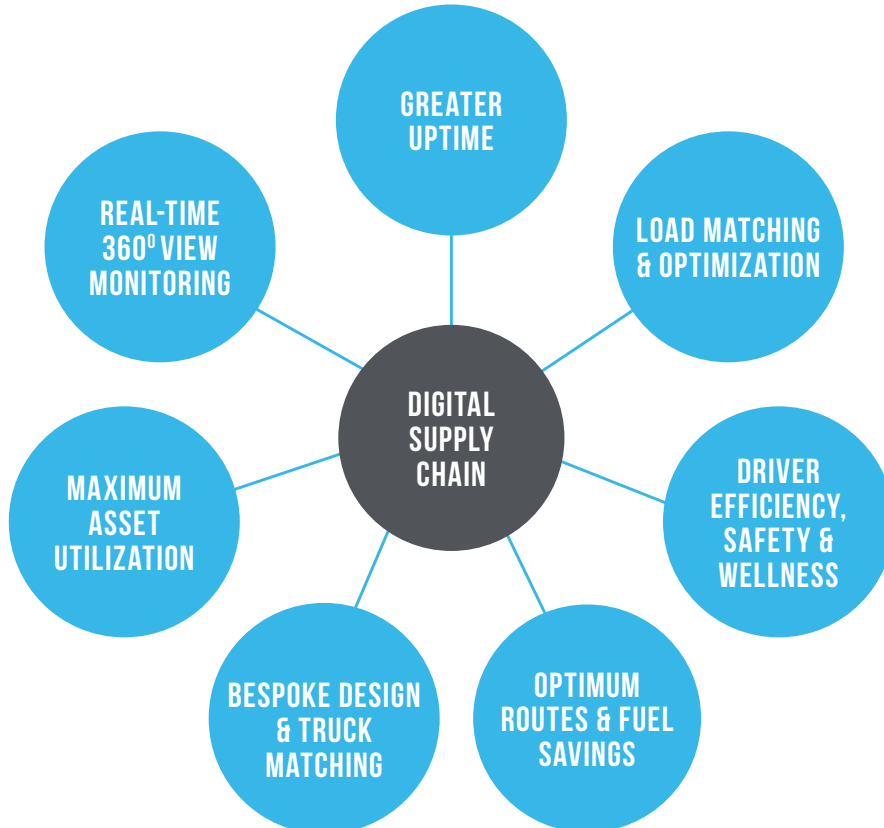 GREATER
UPTIME
REAL-TIME
360⁰ VIEW
MONITORING
LOAD MATCHING
& OPTIMIZATION
DIGITAL
SUPPLY
CHAIN
MAXIMUM
ASSET
UTILIZATION
DRIVER
EFFICIENCY,
SAFETY &
WELLNESS
BESPOKE DESIGN
& TRUCK
MATCHING
OPTIMUM
ROUTES & FUEL
SAVINGS